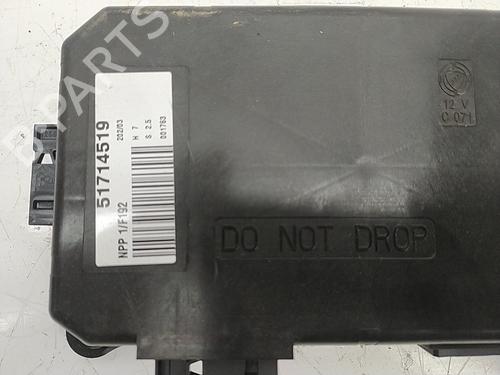 51714519
NPP 1/F192
202/03
H 7
S 2.5
001763
12 V
C 071
DO NOT DROP
B-PARTS